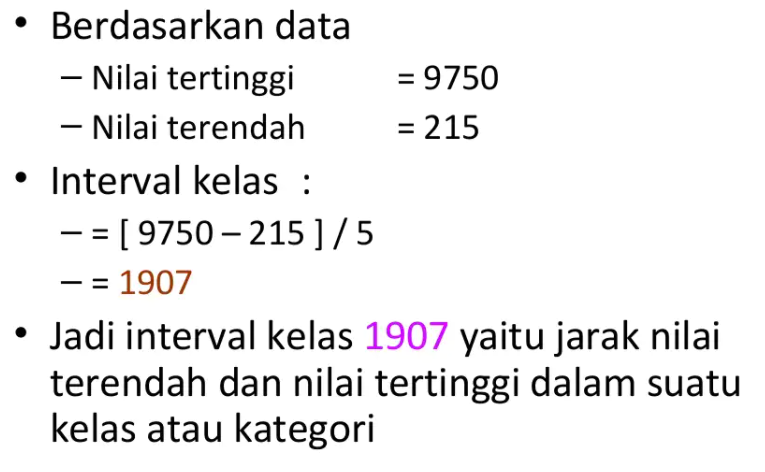 • Berdasarkan data
– Nilai tertinggi = 9750
– Nilai terendah = 215
• Interval kelas :
– = [ 9750 – 215 ] / 5
– = 1907
• Jadi interval kelas 1907 yaitu jarak nilai
terendah dan nilai tertinggi dalam suatu
kelas atau kategori